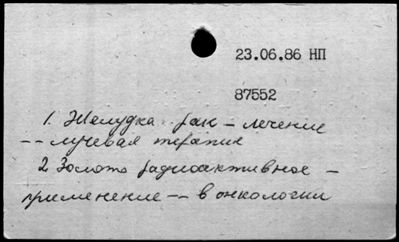 23.06.86 НП
87552
1. Желудка рак – лечение
-- лучевая терапия
2. Золото радиоактивное –
применение -- в онкологии